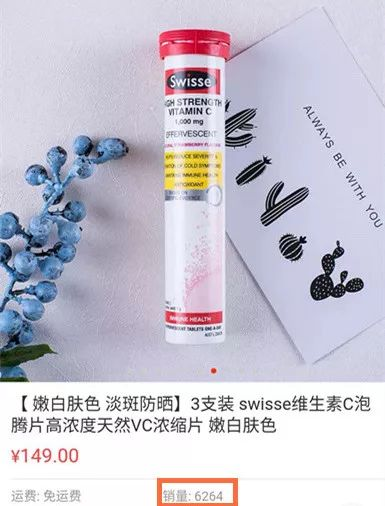 Swisse
HIGH STRENGTH
VITAMIN C
1,000 mg
EFFERVESCENT
ANTIOXIDANT
IMMUNE HEALTH
ALWAYS BE WITH YOU
【 嫩白肤色 淡斑防晒】3支装 swisse维生素C泡
腾片高浓度天然VC浓缩片 嫩白肤色
¥149.00
运费: 免运费
销量: 6264